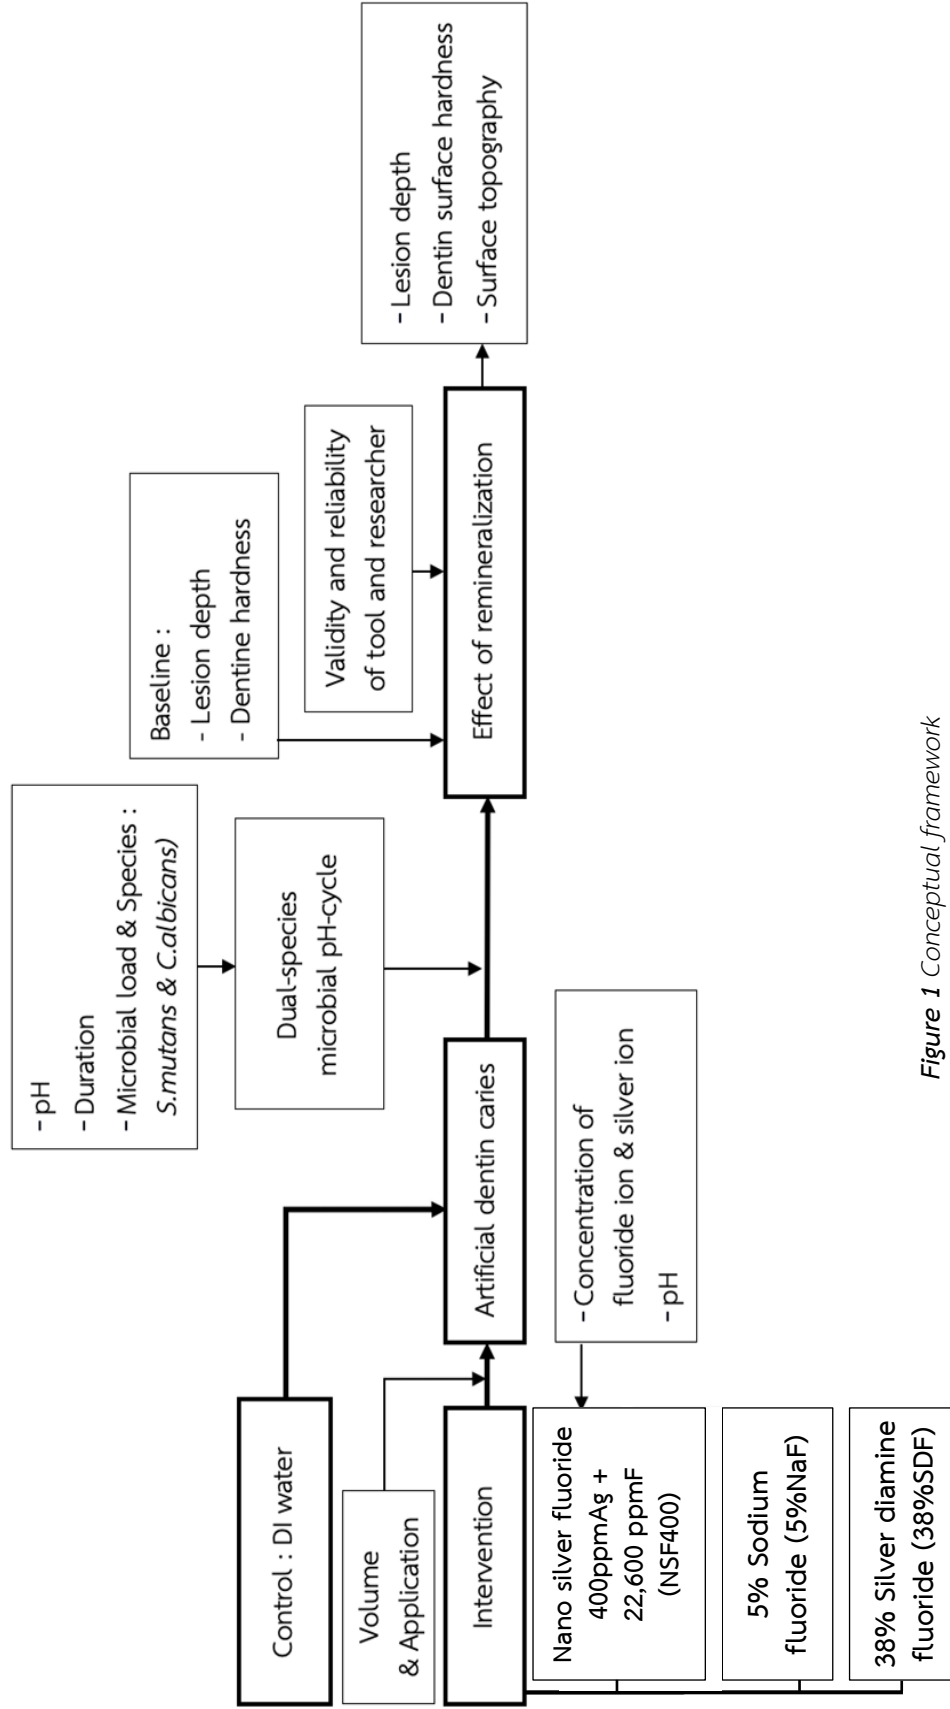 - pH
- Duration
- Microbial load & Species :
S.mutans & C.albicans)
Dual-species
microbial pH-cycle
Baseline :
- Lesion depth
- Dentine hardness
Validity and reliability
of tool and researcher
Control : DI water
Volume
& Application
Intervention
Artificial dentin caries
Effect of remineralization
- Lesion depth
- Dentin surface hardness
- Surface topography
Nano silver fluoride
400ppmAg +
22,600 ppmF
(NSF400)
- Concentration of
fluoride ion & silver ion
- pH
5% Sodium
fluoride (5%NaF)
38% Silver diamine
fluoride (38%SDF)
Figure 1 Conceptual framework